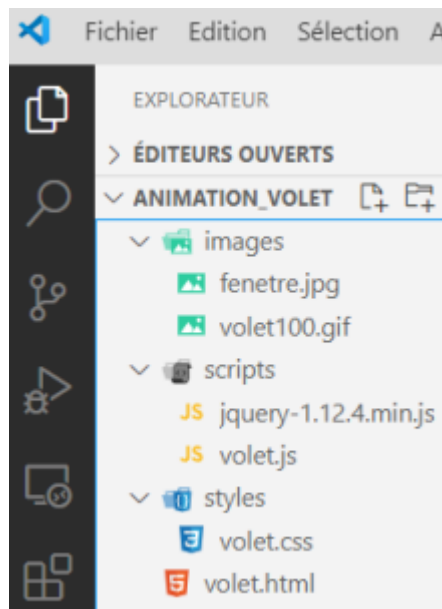 Fichier Edition Sélection A
EXPLORATEUR
ÉDITEURS OUVERTS
ANIMATION_VOLET
images
fenetre.jpg
volet100.gif
scripts
JS jquery-1.12.4.min.js
JS volet.js
styles
volet.css
volet.html